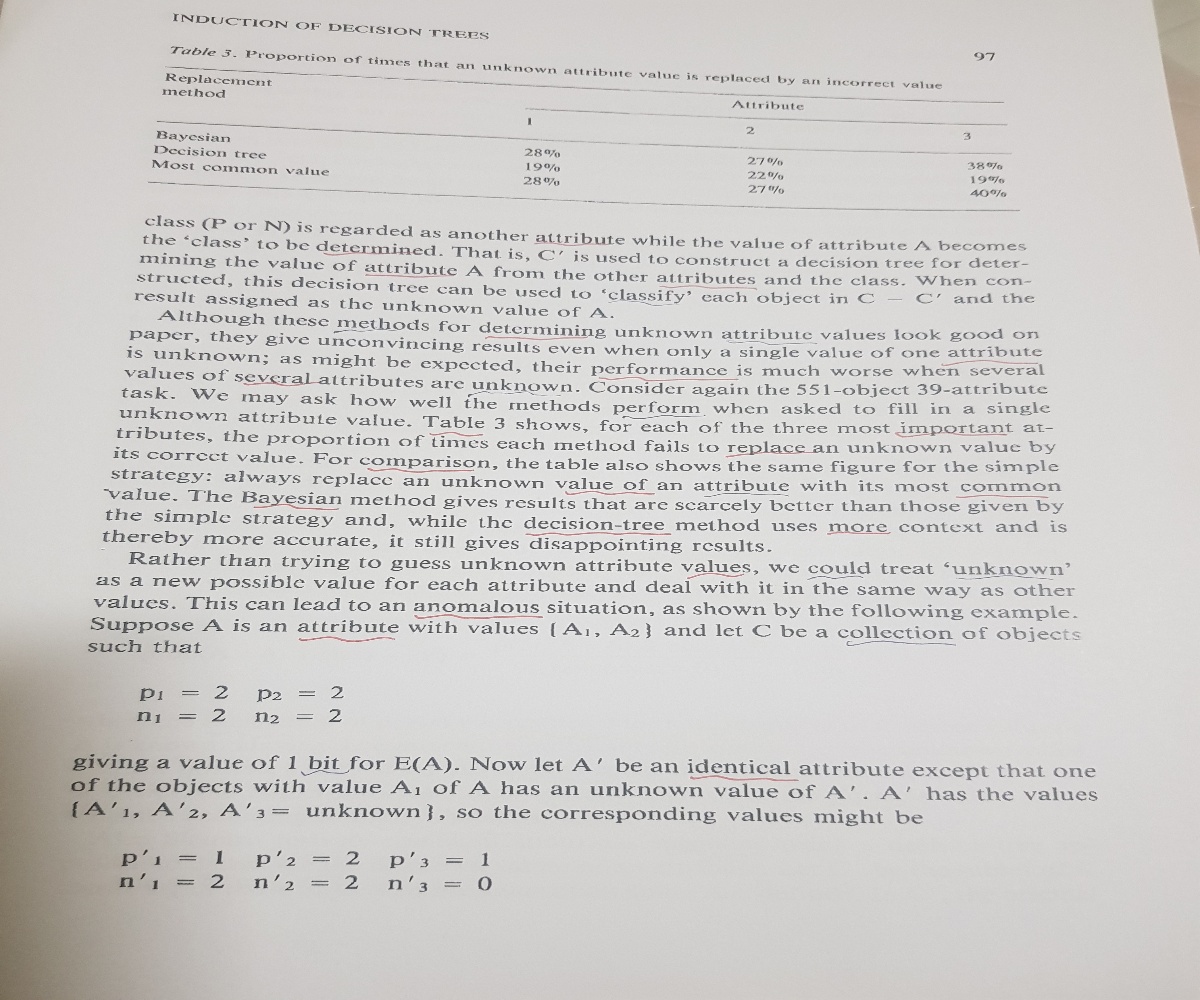 INDUCTION OF DECISION TREES
97
Table 3. Proportion of times that an unknown attribute value is replaced by an incorrect value
Replacement method
Attribute
1 2 3
Bayesian 28% 27% 38%
Decision tree 19% 22% 19%
Most common value 28% 27% 40%
class (P or N) is regarded as another attribute while the value of attribute A becomes
the ‘class’ to be determined. That is, C′ is used to construct a decision tree for deter-
mining the value of attribute A from the other attributes and the class. When con-
structed, this decision tree can be used to ‘classify’ each object in C – C′ and the
result assigned as the unknown value of A.
Although these methods for determining unknown attribute values look good on
paper, they give unconvincing results even when only a single value of one attribute
is unknown; as might be expected, their performance is much worse when several
values of several attributes are unknown. Consider again the 551-object 39-attribute
task. We may ask how well the methods perform when asked to fill in a single
unknown attribute value. Table 3 shows, for each of the three most important at-
tributes, the proportion of times each method fails to replace an unknown value by
its correct value. For comparison, the table also shows the same figure for the simple
strategy: always replace an unknown value of an attribute with its most common
value. The Bayesian method gives results that are scarcely better than those given by
the simple strategy and, while the decision-tree method uses more context and is
thereby more accurate, it still gives disappointing results.
Rather than trying to guess unknown attribute values, we could treat ‘unknown’
as a new possible value for each attribute and deal with it in the same way as other
values. This can lead to an anomalous situation, as shown by the following example.
Suppose A is an attribute with values {A₁, A₂} and let C be a collection of objects
such that
p₁ = 2 p₂ = 2
n₁ = 2 n₂ = 2
giving a value of 1 bit for E(A). Now let A′ be an identical attribute except that one
of the objects with value A₁ of A has an unknown value of A′. A′ has the values
{A′₁, A′₂, A′₃= unknown}, so the corresponding values might be
p′₁ = 1 p′₂ = 2 p′₃ = 1
n′₁ = 2 n′₂ = 2 n′₃ = 0